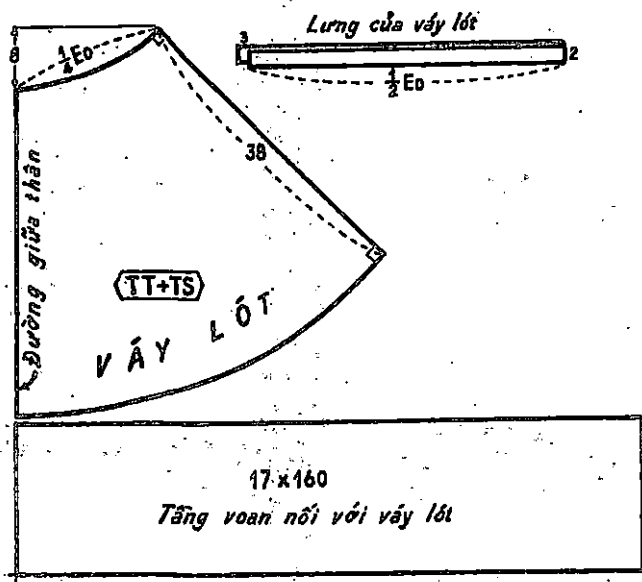 Lưng của váy lót
3
2
1/2 Eo
8
1/4 Eo
38
Đường giữa thân
TT+TS
VÁY LÓT
17 x 160
Tầng voan nối với váy lót